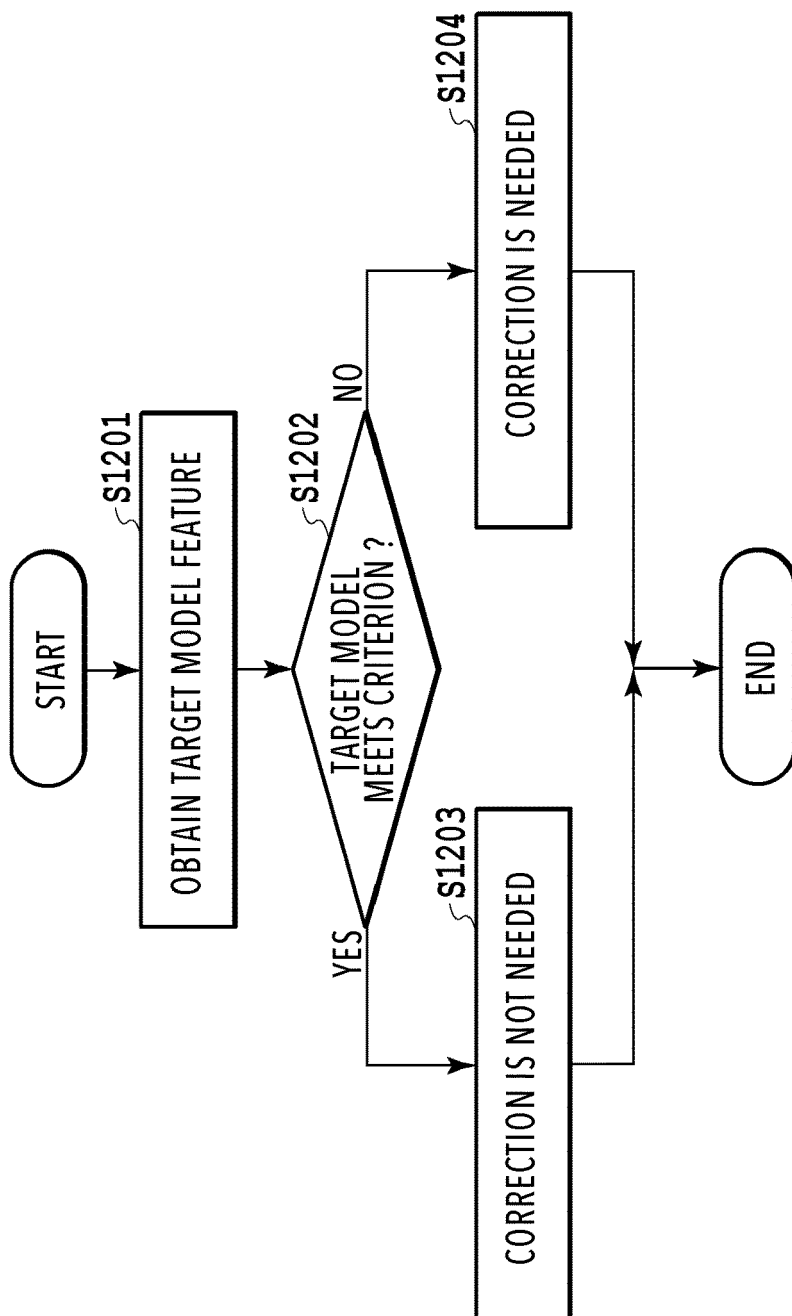 START
S1201
OBTAIN TARGET MODEL FEATURE
S1202
TARGET MODEL
MEETS CRITERION ?
YES
NO
S1203
CORRECTION IS NOT NEEDED
S1204
CORRECTION IS NEEDED
END